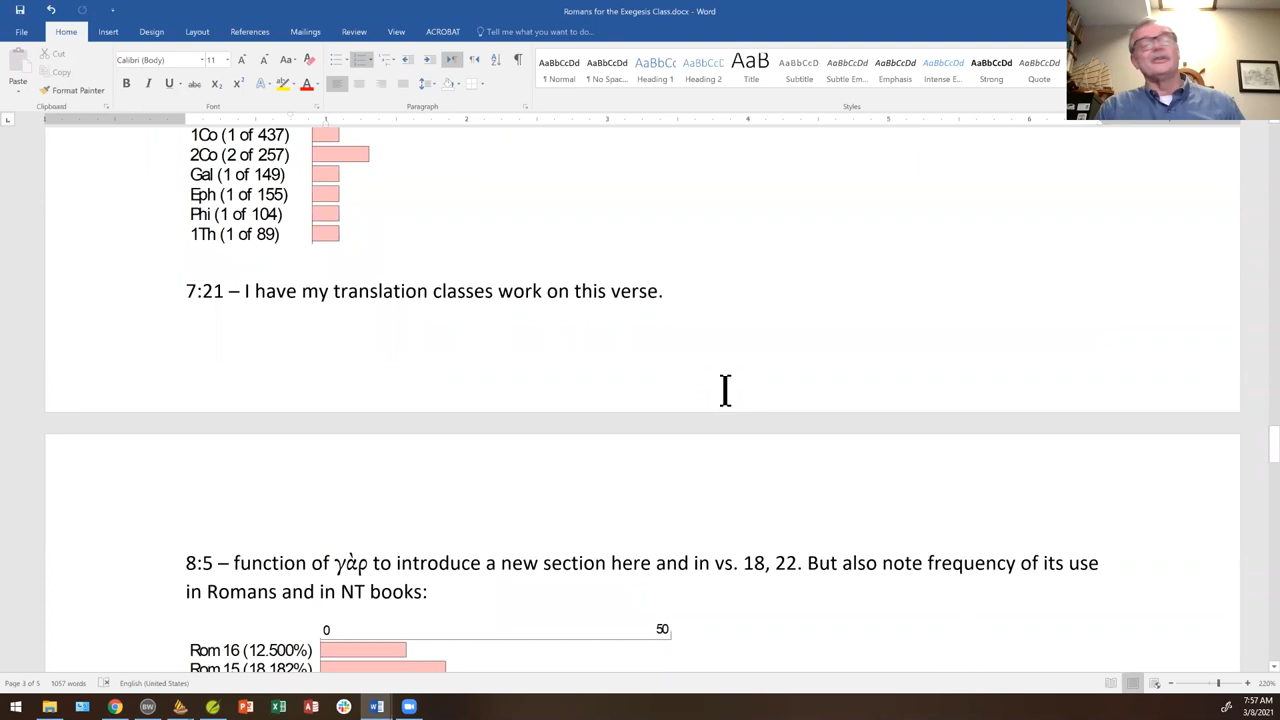 Romans for the Exegesis Class.docx - Word
File Home Insert Design Layout References Mailings Review View ACROBAT Tell me what you want to do...
Paste
Cut
Copy
Format Painter
Clipboard
Calibri (Body) 11
Font
Paragraph
AaBbCcDd AaBbCcDd AaBbCc AaBbCcD AaB AaBbCcD AaBbCcDd AaBbCcDd AaBbCcDd AaBbCcDd AaBbCcDd
¶ Normal ¶ No Spac... Heading 1 Heading 2 Title Subtitle Subtle Em... Emphasis Intense E... Strong Quote
Styles
1Co (1 of 437)
2Co (2 of 257)
Gal (1 of 149)
Eph (1 of 155)
Phi (1 of 104)
1Th (1 of 89)
7:21 – I have my translation classes work on this verse.
8:5 – function of γὰρ to introduce a new section here and in vs. 18, 22. But also note frequency of its use
in Romans and in NT books:
0 50
Rom 16 (12.500%)
Rom 15 (18.182%)
Page 3 of 5 1057 words English (United States) 220%
7:57 AM
3/8/2021